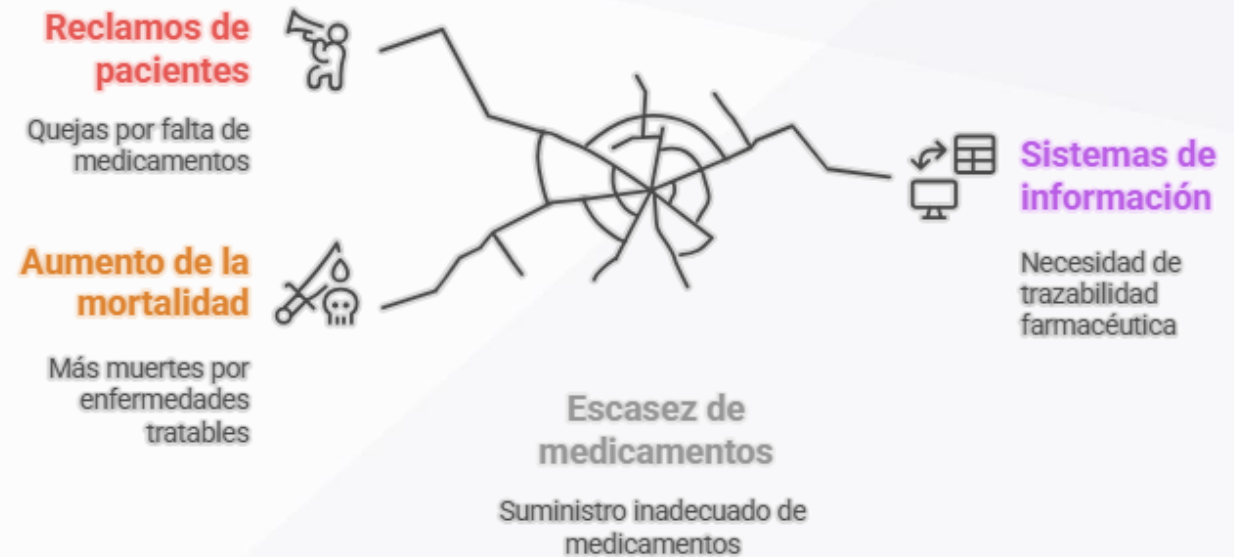 Reclamos de
pacientes
Quejas por falta de
medicamentos
Aumento de la
mortalidad
Más muertes por
enfermedades
tratables
Sistemas de
información
Necesidad de
trazabilidad
farmacéutica
Escasez de
medicamentos
Suministro inadecuado de
medicamentos